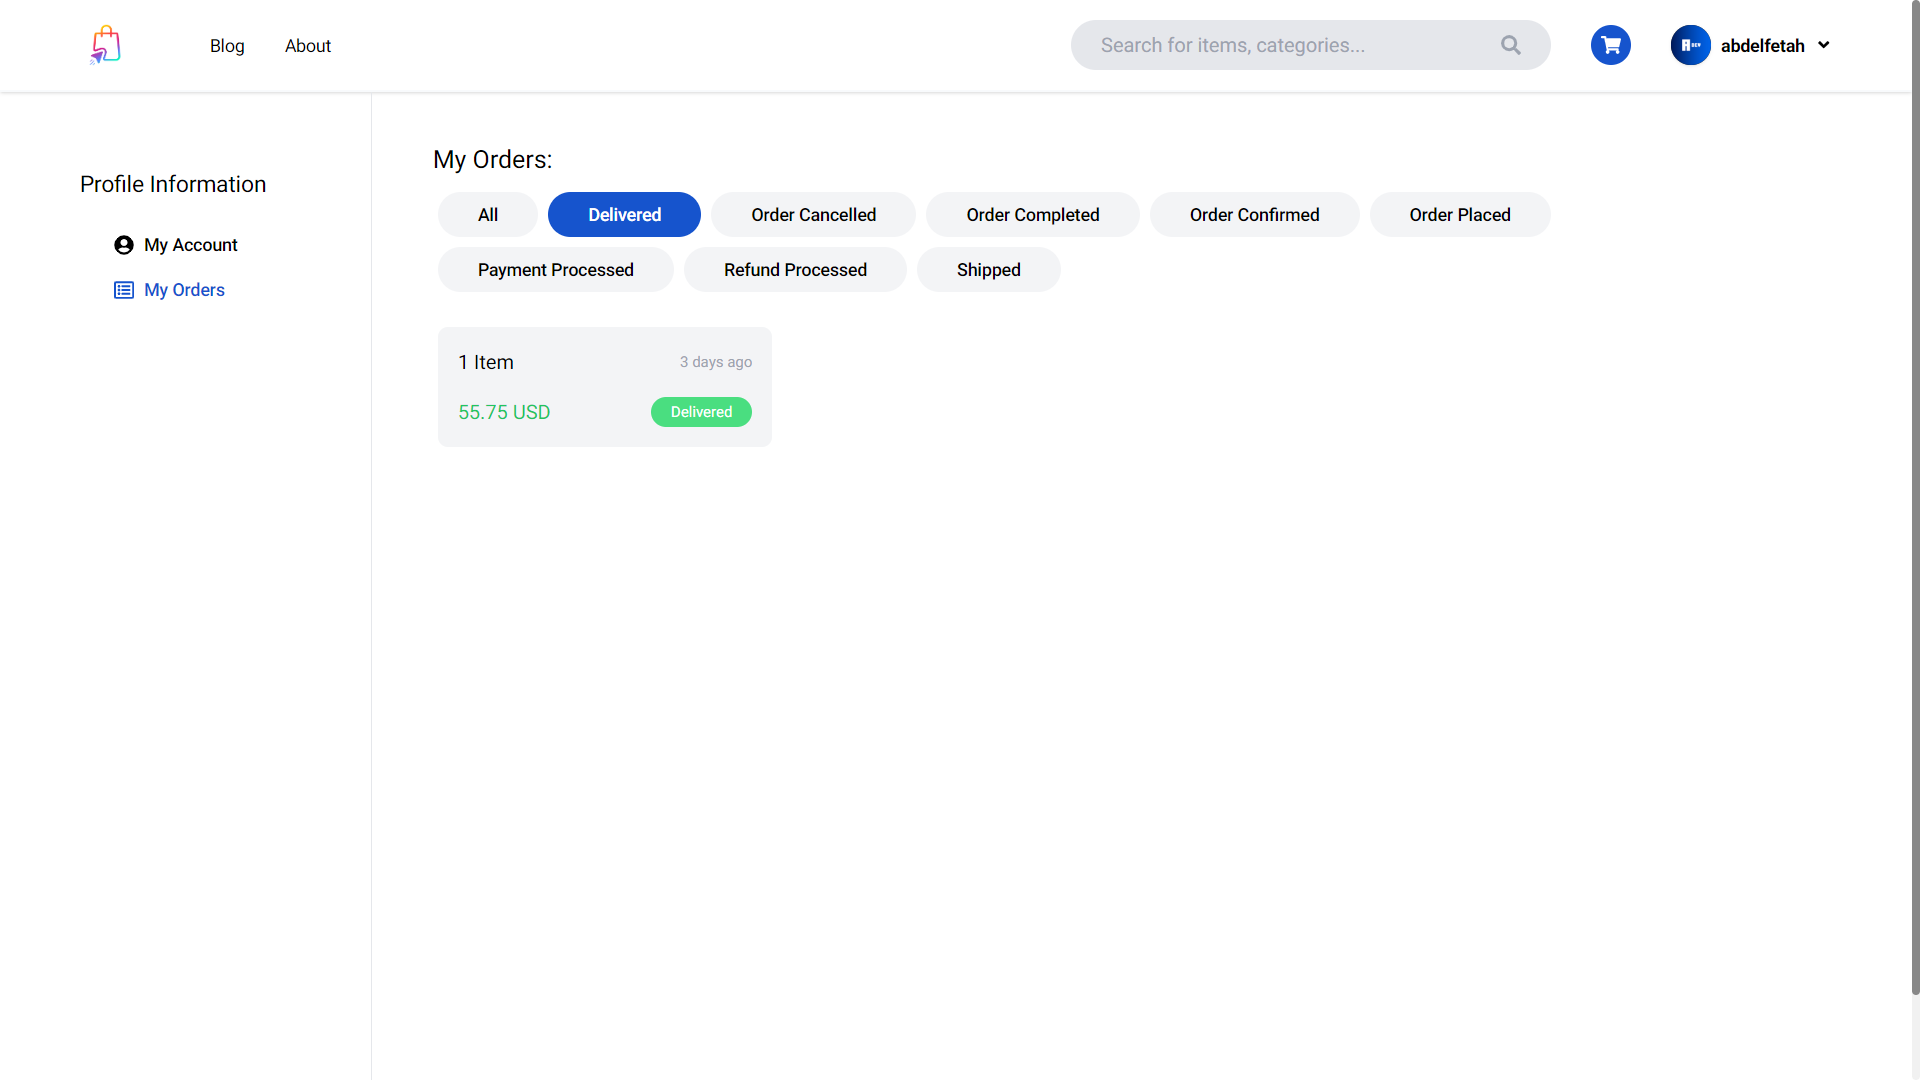 Blog About Search for items, categories... abdelfetah
Profile Information
My Account
My Orders
My Orders:
All Delivered Order Cancelled Order Completed Order Confirmed Order Placed
Payment Processed Refund Processed Shipped
1 Item 3 days ago
55.75 USD Delivered